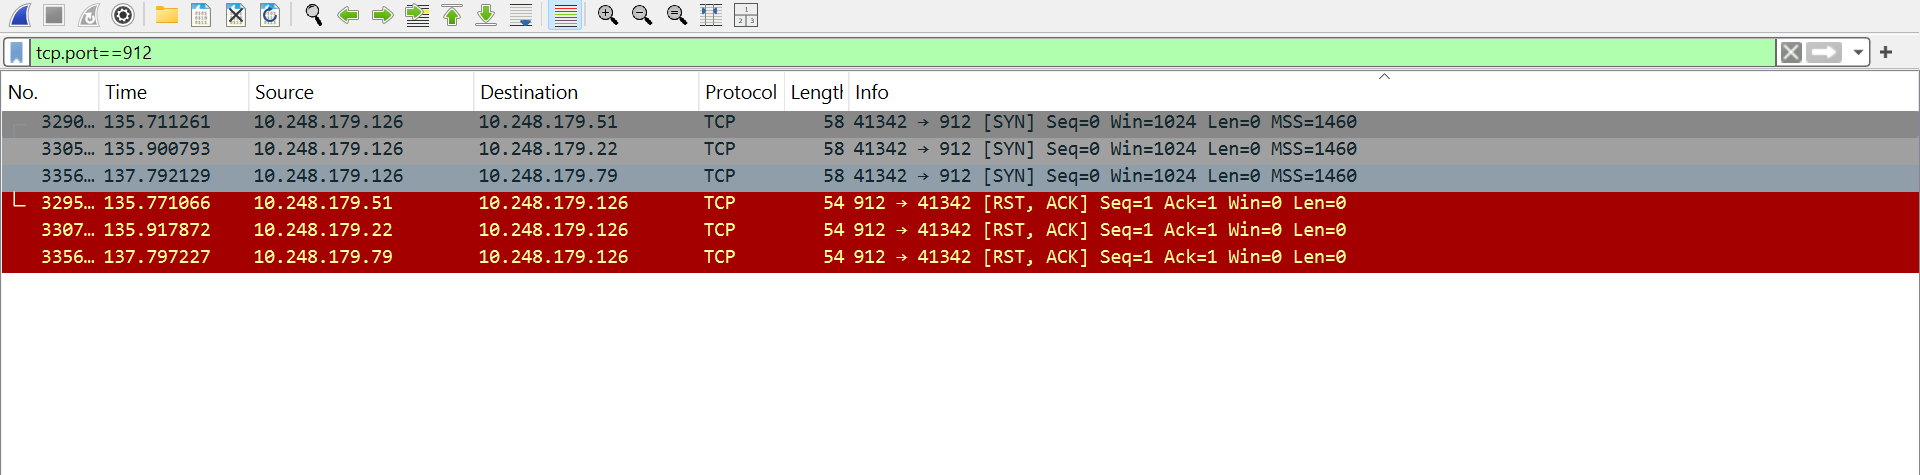 tcp.port==912
No. Time Source Destination Protocol Length Info
3290… 135.711261 10.248.179.126 10.248.179.51 TCP 58 41342 → 912 [SYN] Seq=0 Win=1024 Len=0 MSS=1460
3305… 135.900793 10.248.179.126 10.248.179.22 TCP 58 41342 → 912 [SYN] Seq=0 Win=1024 Len=0 MSS=1460
3356… 137.792129 10.248.179.126 10.248.179.79 TCP 58 41342 → 912 [SYN] Seq=0 Win=1024 Len=0 MSS=1460
3295… 135.771066 10.248.179.51 10.248.179.126 TCP 54 912 → 41342 [RST, ACK] Seq=1 Ack=1 Win=0 Len=0
3307… 135.917872 10.248.179.22 10.248.179.126 TCP 54 912 → 41342 [RST, ACK] Seq=1 Ack=1 Win=0 Len=0
3356… 137.797227 10.248.179.79 10.248.179.126 TCP 54 912 → 41342 [RST, ACK] Seq=1 Ack=1 Win=0 Len=0